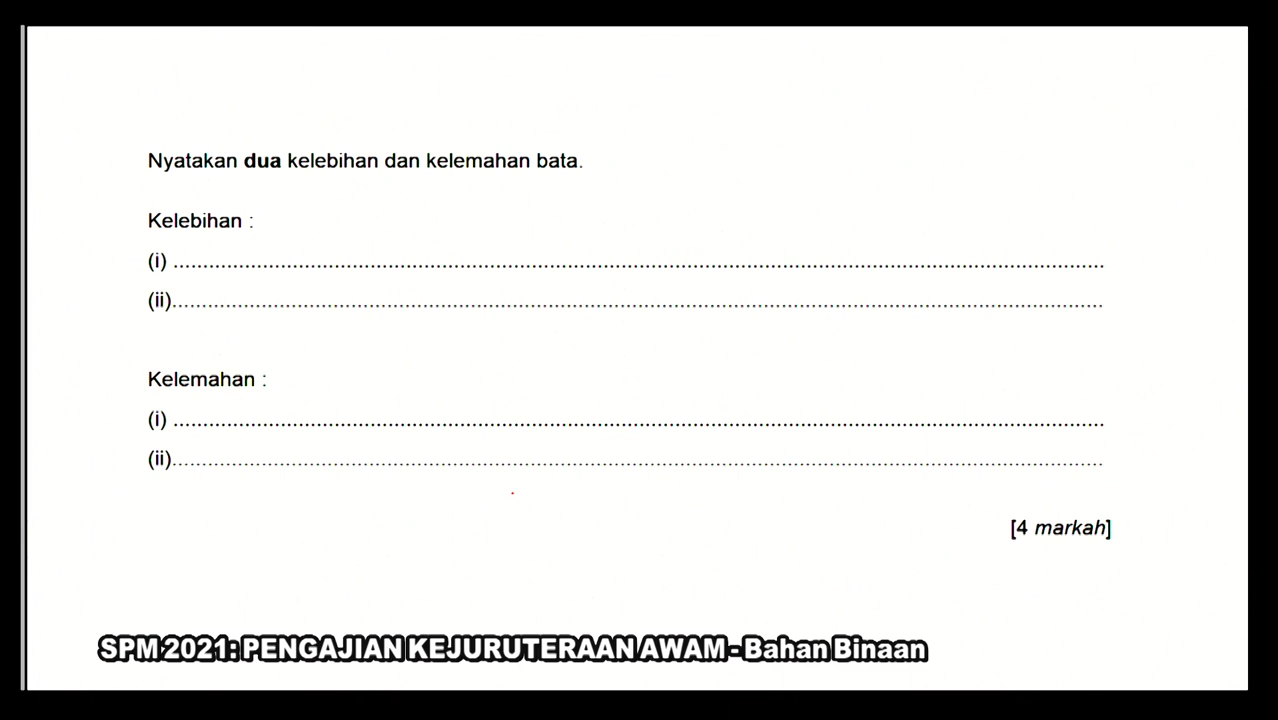 Nyatakan dua kelebihan dan kelemahan bata.
Kelebihan :
(i) ............................................................................................................................................................
(ii)............................................................................................................................................................
Kelemahan :
(i) ............................................................................................................................................................
(ii)............................................................................................................................................................
[4 markah]
SPM 2021: PENGAJIAN KEJURUTERAAN AWAM - Bahan Binaan